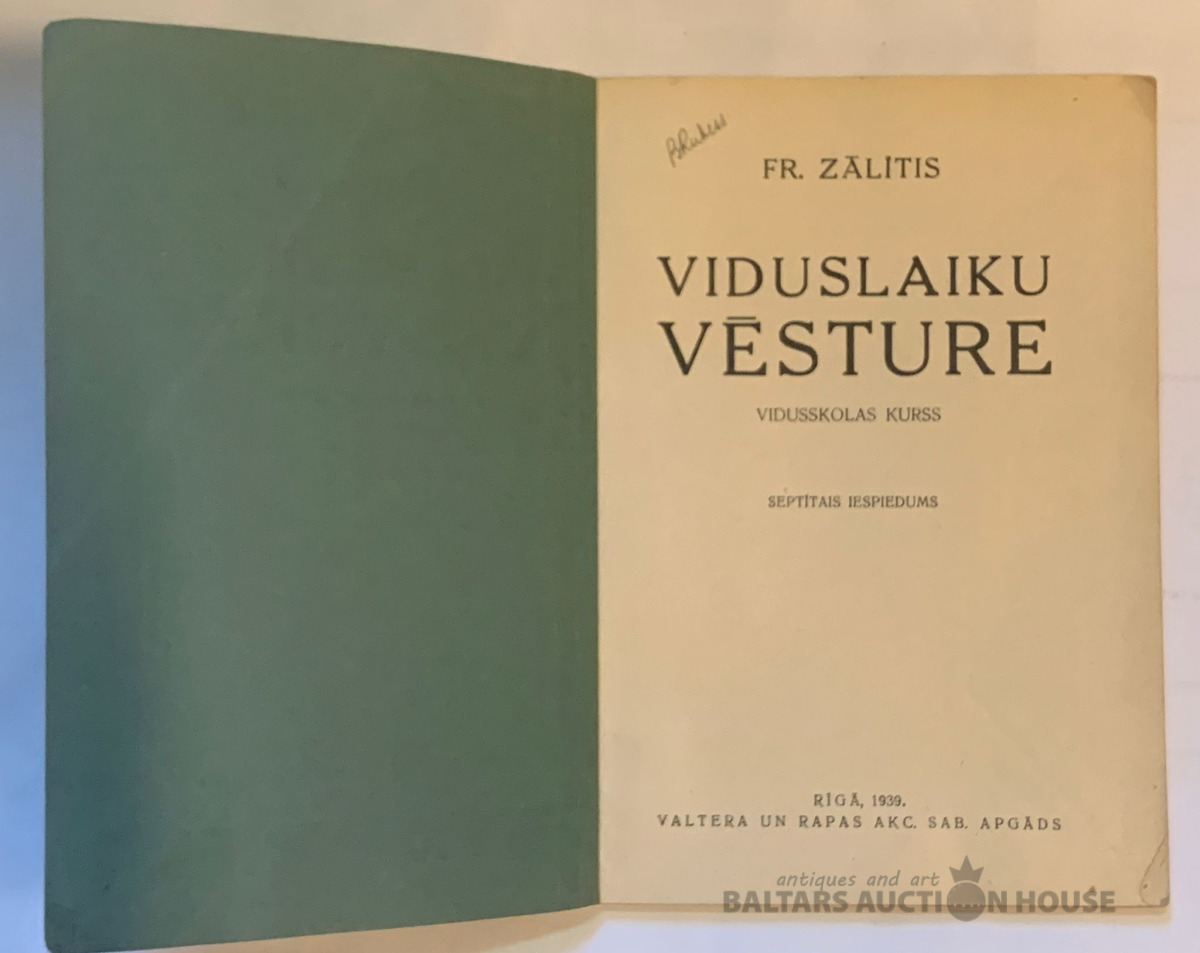 FR. ZĀLĪTIS
VIDUSLAIKU
VĒSTURE
VIDUSSKOLAS KURSS
SEPTĪTAIS IESPIEDUMS
RĪGĀ, 1939.
VALTERA UN RAPAS AKC. SAB. APGĀDS
antiques and art
BALTARS AUCTION HOUSE